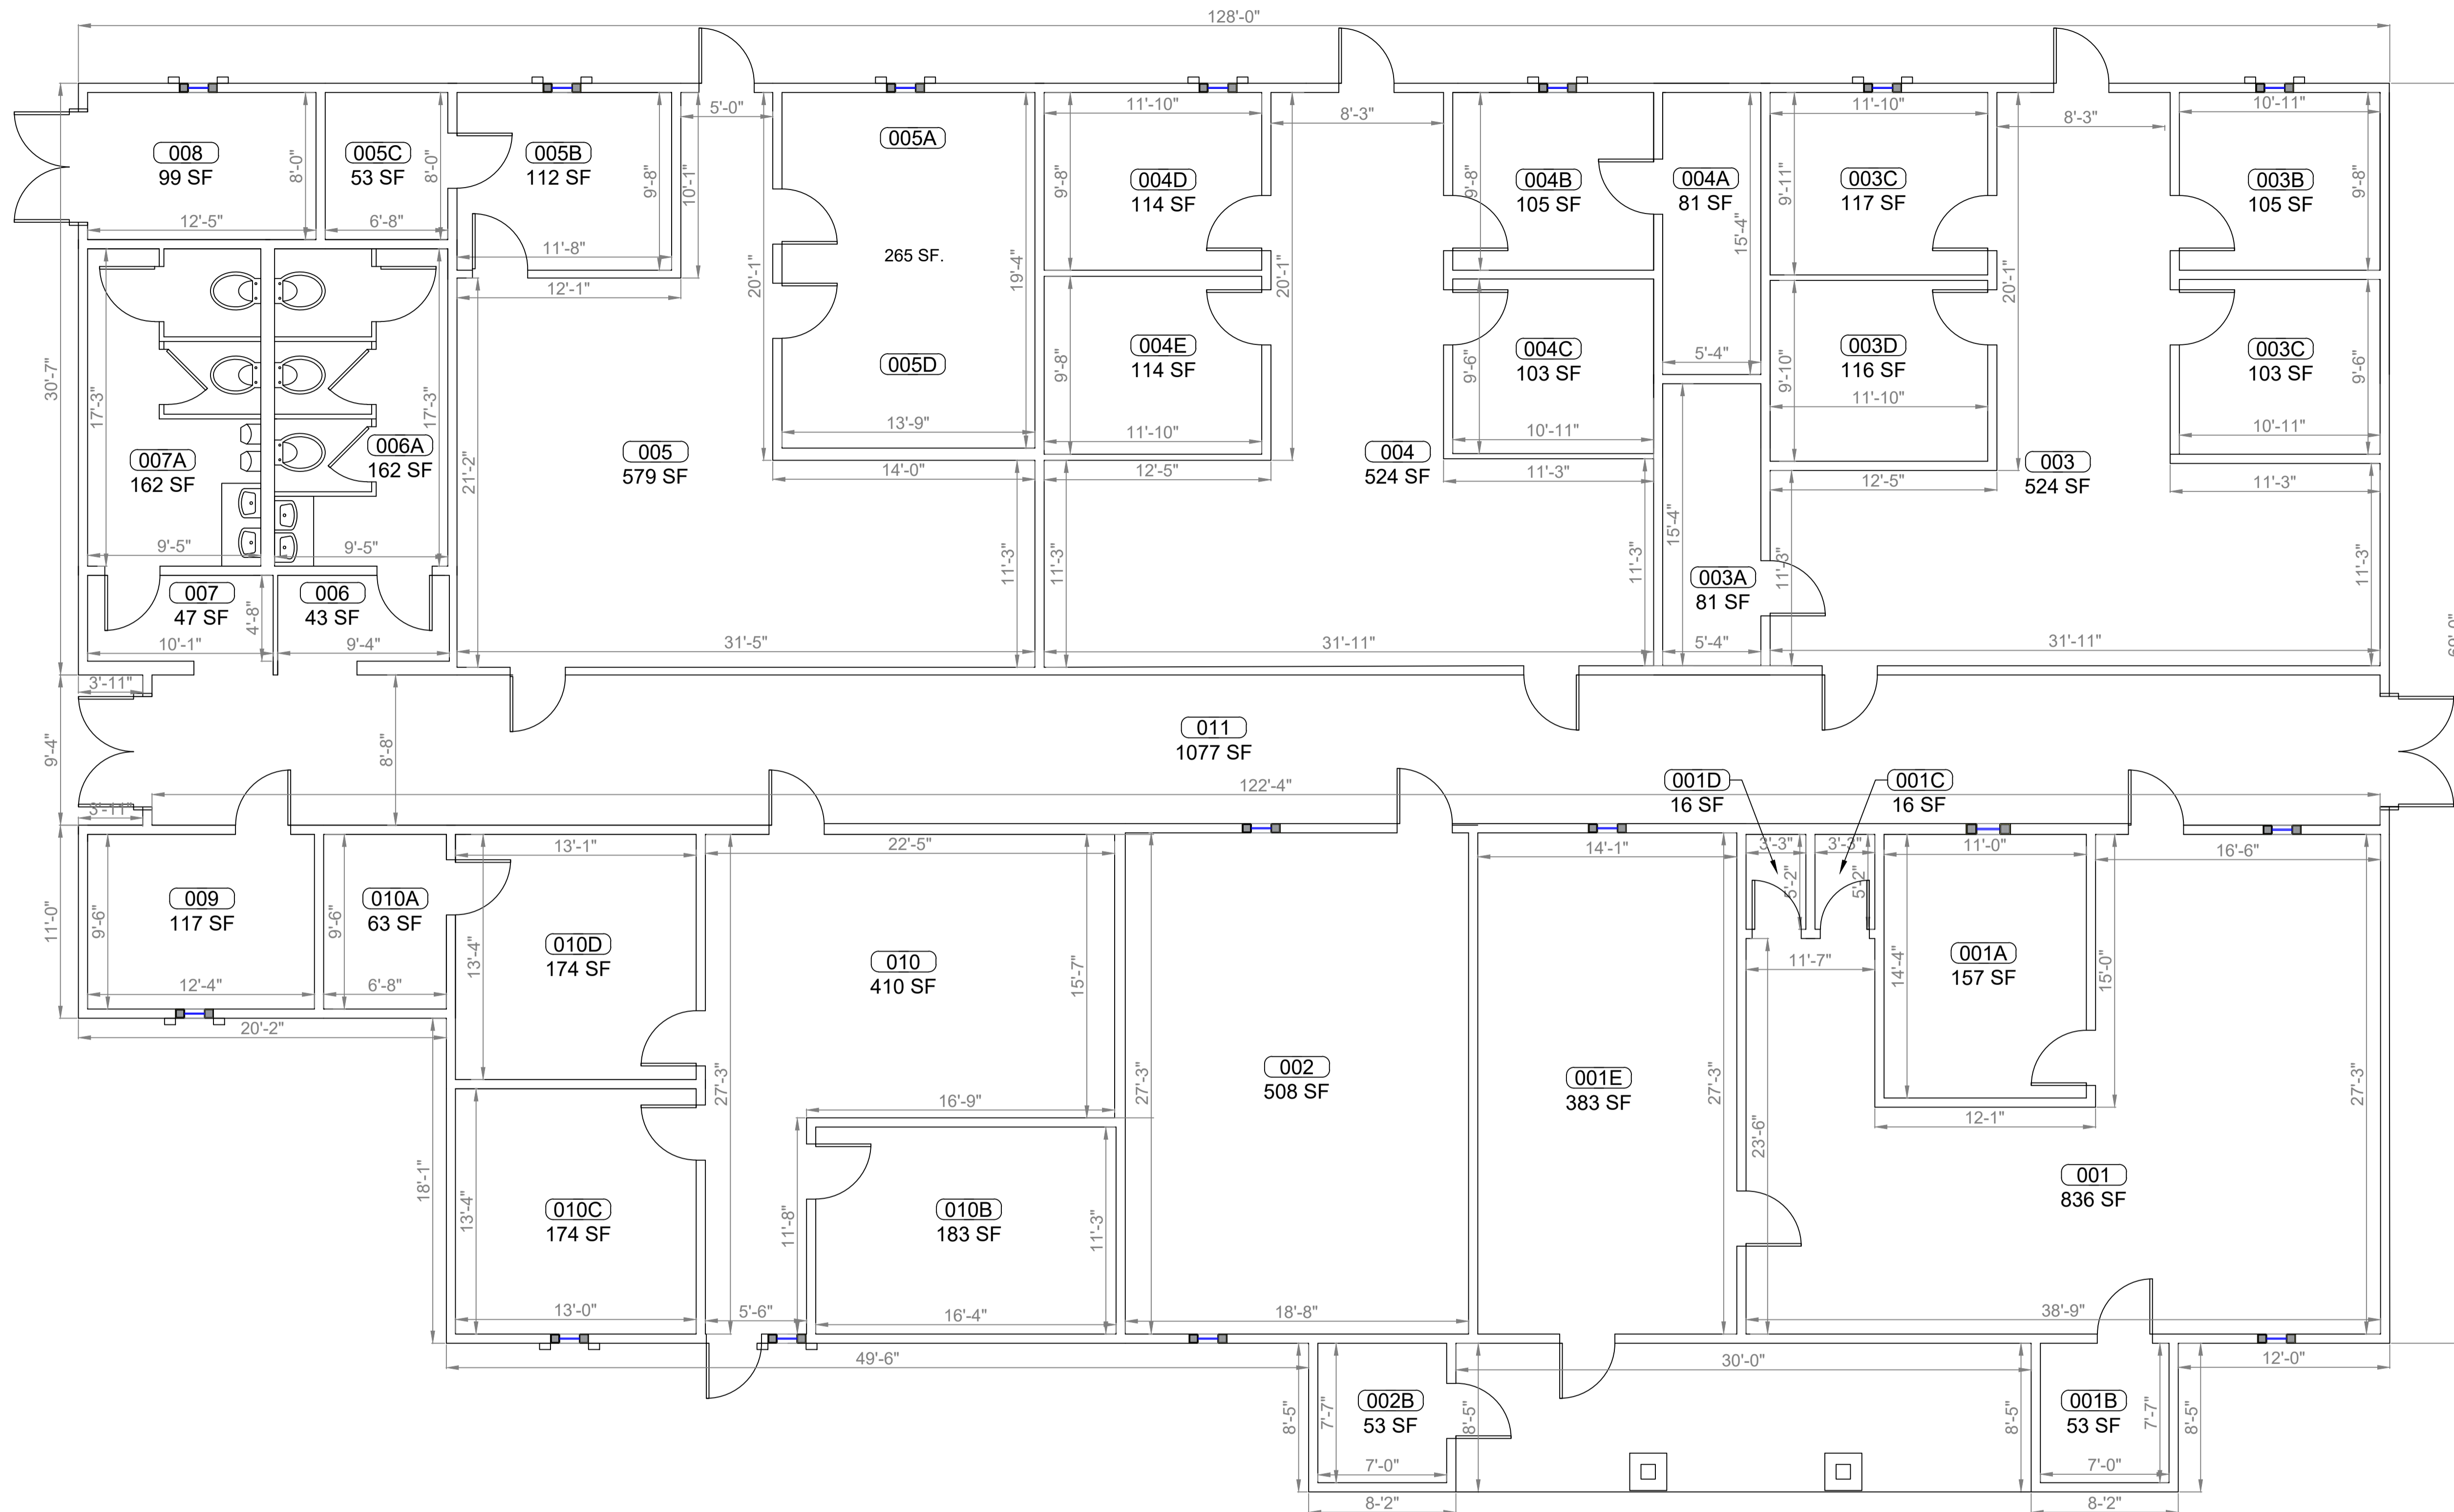 128'-0"
5'-0"
11'-10"
8'-3"
11'-10"
8'-3"
10'-11"
008
99 SF
8'-0"
12'-5"
005C
53 SF
8'-0"
6'-8"
005B
112 SF
9'-8"
10'-1"
11'-8"
12'-1"
005A
265 SF.
005D
20'-1"
19'-4"
13'-9"
14'-0"
004D
114 SF
9'-8"
004E
114 SF
9'-8"
11'-10"
12'-5"
20'-1"
004B
105 SF
9'-8"
004C
103 SF
9'-6"
10'-11"
11'-3"
004A
81 SF
15'-4"
5'-4"
003C
117 SF
9'-11"
003D
116 SF
9'-10"
11'-10"
12'-5"
20'-1"
003B
105 SF
9'-8"
003C
103 SF
9'-6"
10'-11"
11'-3"
30'-7"
17'-3"
007A
162 SF
9'-5"
17'-3"
006A
162 SF
9'-5"
007
47 SF
4'-8"
10'-1"
006
43 SF
9'-4"
005
579 SF
21'-2"
31'-5"
11'-3"
004
524 SF
11'-3"
31'-11"
11'-3"
15'-4"
003A
81 SF
5'-4"
003
524 SF
11'-3"
31'-11"
11'-3"
3'-11"
9'-4"
8'-8"
011
1077 SF
3'-11"
122'-4"
001D
16 SF
001C
16 SF
11'-0"
009
117 SF
9'-6"
12'-4"
20'-2"
010A
63 SF
9'-6"
6'-8"
18'-1"
13'-1"
010D
174 SF
13'-4"
010C
174 SF
13'-4"
13'-0"
22'-5"
010
410 SF
15'-7"
27'-3"
16'-9"
11'-8"
5'-6"
010B
183 SF
11'-3"
16'-4"
27'-3"
002
508 SF
18'-8"
14'-1"
001E
383 SF
27'-3"
3'-3"
5'-2"
3'-3"
5'-2"
11'-7"
23'-6"
11'-0"
001A
157 SF
14'-4"
15'-0"
12-1"
16'-6"
27'-3"
001
836 SF
38'-9"
49'-6"
30'-0"
12'-0"
8'-5"
7'-7"
002B
53 SF
7'-0"
8'-2"
8'-5"
8'-5"
001B
53 SF
7'-7"
7'-0"
8'-2"
8'-5"